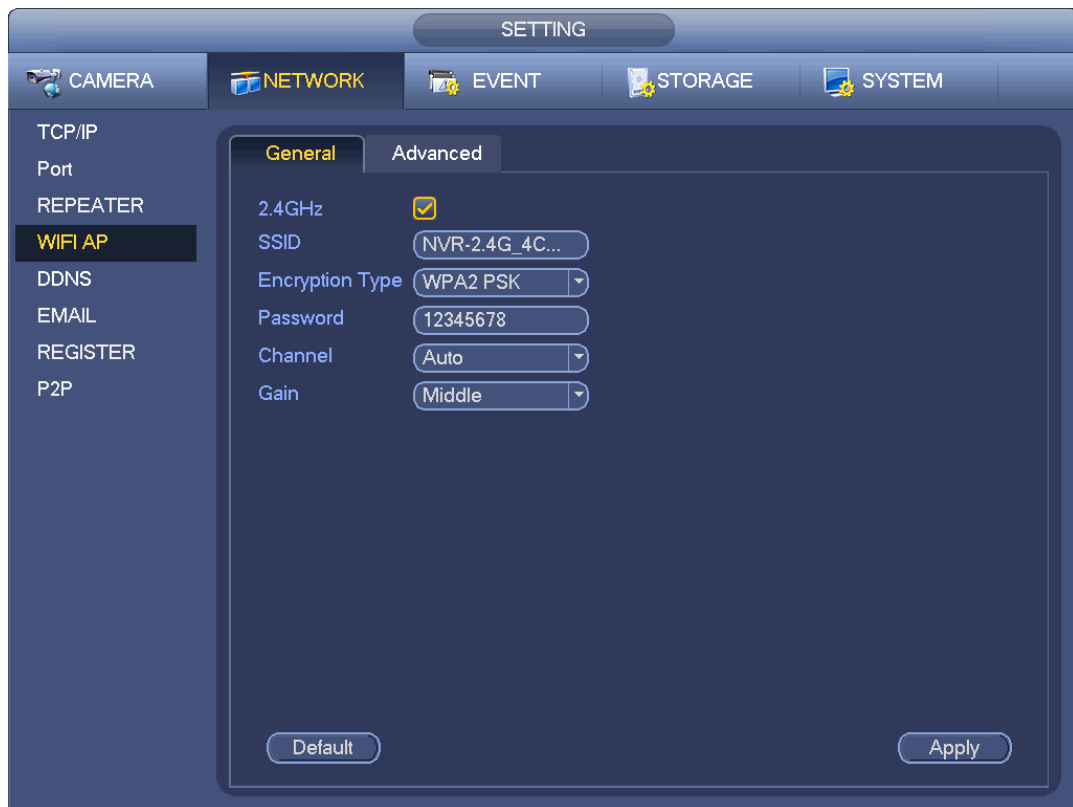 SETTING
CAMERA NETWORK EVENT STORAGE SYSTEM
TCP/IP
Port
REPEATER
WIFI AP
DDNS
EMAIL
REGISTER
P2P
General Advanced
2.4GHz
SSID NVR-2.4G_4C...
Encryption Type WPA2 PSK
Password 12345678
Channel Auto
Gain Middle
Default Apply